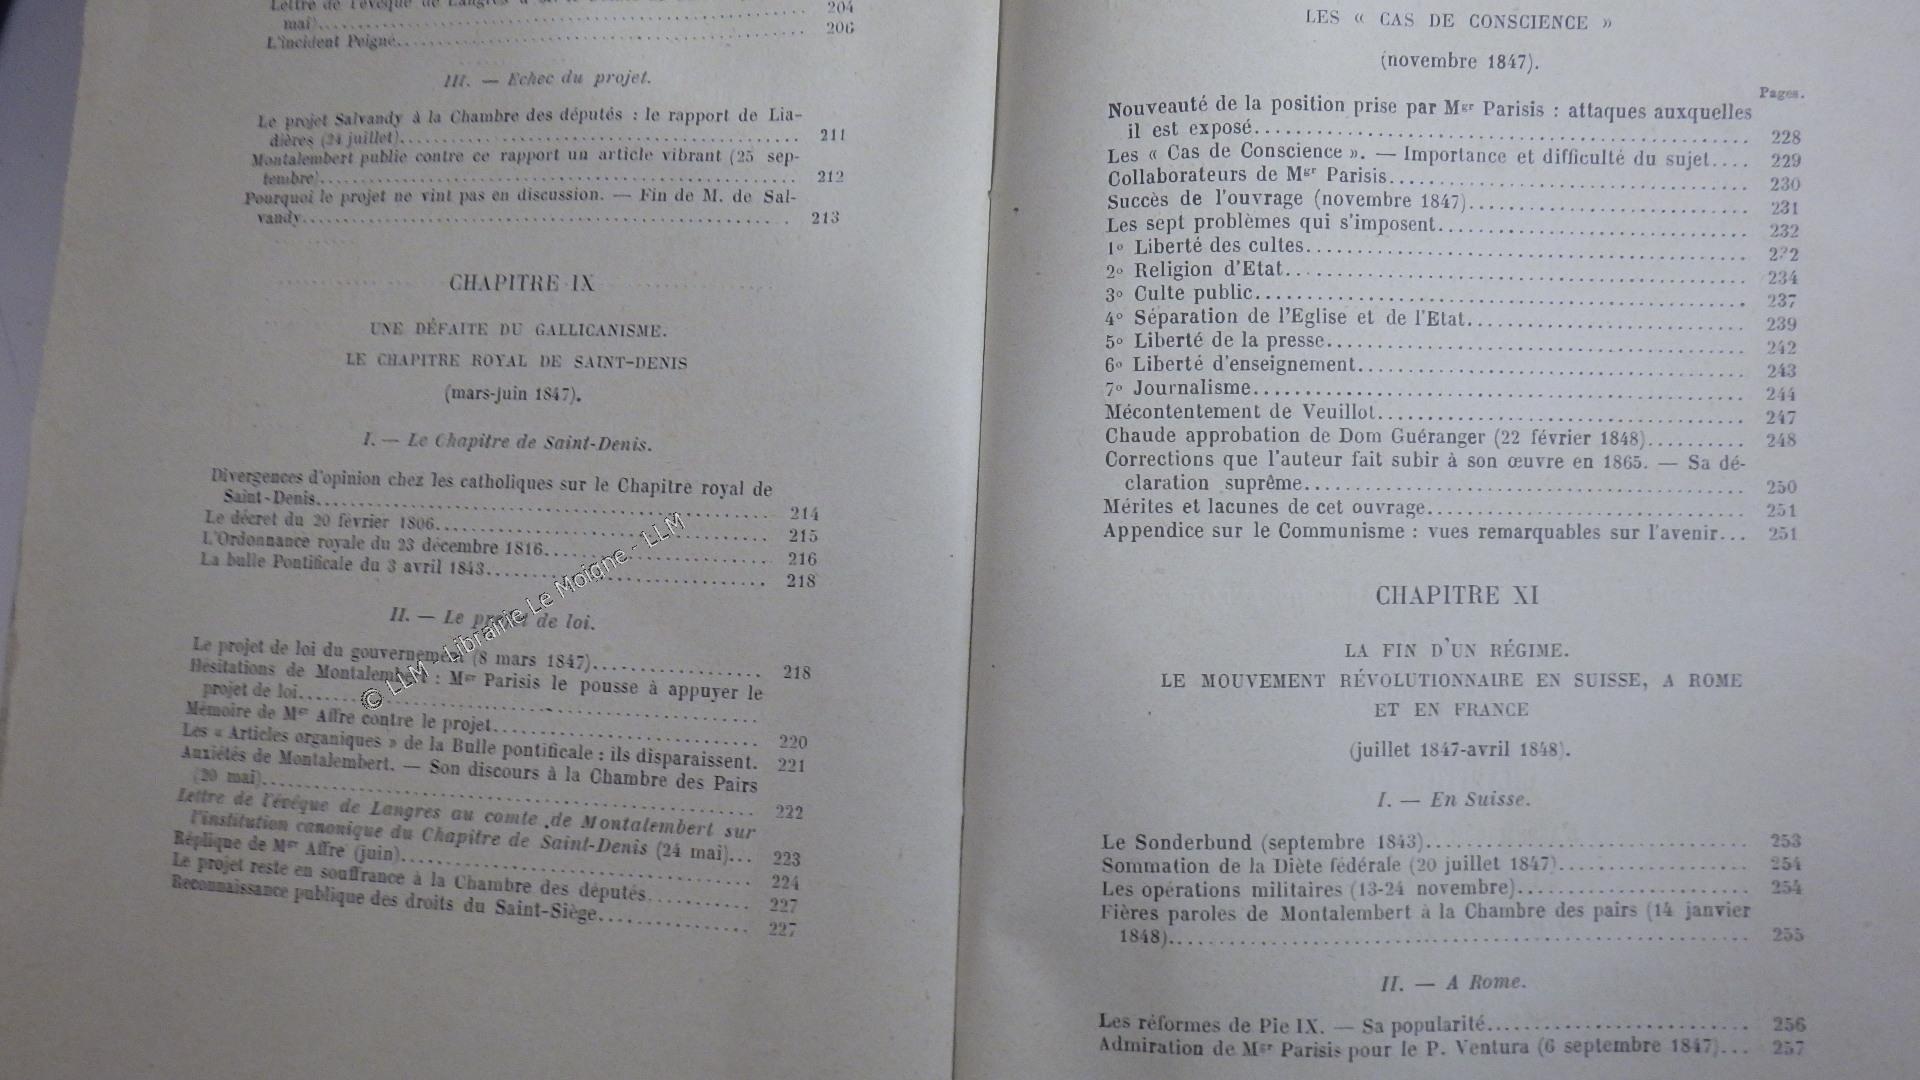 Lettre de l'évêque de Langres
mai) 204
L'incident Peigné 206
III. — Echec du projet.
Le projet Salvandy à la Chambre des députés : le rapport de Lia-
dières (24 juillet) 211
Montalembert publie contre ce rapport un article vibrant (25 sep-
tembre) 212
Pourquoi le projet ne vint pas en discussion. — Fin de M. de Sal-
vandy 213
CHAPITRE IX
UNE DÉFAITE DU GALLICANISME.
LE CHAPITRE ROYAL DE SAINT-DENIS
(mars-juin 1847).
I. — Le Chapitre de Saint-Denis.
Divergences d'opinion chez les catholiques sur le Chapitre royal de
Saint-Denis 214
Le décret du 20 février 1806 215
L'Ordonnance royale du 23 décembre 1816 216
La bulle Pontificale du 3 avril 1843 218
II. — Le projet de loi.
Le projet de loi du gouvernement (8 mars 1847) 218
Hésitations de Montalembert : Mgr Parisis le pousse à appuyer le
projet de loi
Mémoire de Mgr Affre contre le projet 220
Les « Articles organiques » de la Bulle pontificale : ils disparaissent. 221
Anxiétés de Montalembert. — Son discours à la Chambre des Pairs
(20 mai) 222
Lettre de l'évêque de Langres au comte de Montalembert sur
l'institution canonique du Chapitre de Saint-Denis (24 mai)... 223
Réplique de Mgr Affre (juin) 224
Le projet reste en souffrance à la Chambre des députés 227
Reconnaissance publique des droits du Saint-Siège 227
© LLM - Librairie Le Moigne - LLM
LES « CAS DE CONSCIENCE »
(novembre 1847).
Pages.
Nouveauté de la position prise par Mgr Parisis : attaques auxquelles
il est exposé 228
Les « Cas de Conscience ». — Importance et difficulté du sujet 229
Collaborateurs de Mgr Parisis 230
Succès de l'ouvrage (novembre 1847) 231
Les sept problèmes qui s'imposent 232
1o Liberté des cultes 232
2o Religion d'Etat 234
3o Culte public 237
4o Séparation de l'Eglise et de l'Etat 239
5o Liberté de la presse 242
6o Liberté d'enseignement 243
7o Journalisme 244
Mécontentement de Veuillot 247
Chaude approbation de Dom Guéranger (22 février 1848) 248
Corrections que l'auteur fait subir à son œuvre en 1865. — Sa dé-
claration suprême 250
Mérites et lacunes de cet ouvrage 251
Appendice sur le Communisme : vues remarquables sur l'avenir... 251
CHAPITRE XI
LA FIN D'UN RÉGIME.
LE MOUVEMENT RÉVOLUTIONNAIRE EN SUISSE, A ROME
ET EN FRANCE
(juillet 1847-avril 1848).
I. — En Suisse.
Le Sonderbund (septembre 1843) 253
Sommation de la Diète fédérale (20 juillet 1847) 254
Les opérations militaires (13-24 novembre) 254
Fières paroles de Montalembert à la Chambre des pairs (14 janvier
1848) 255
II. — A Rome.
Les réformes de Pie IX. — Sa popularité 256
Admiration de Mgr Parisis pour le P. Ventura (6 septembre 1847)... 257